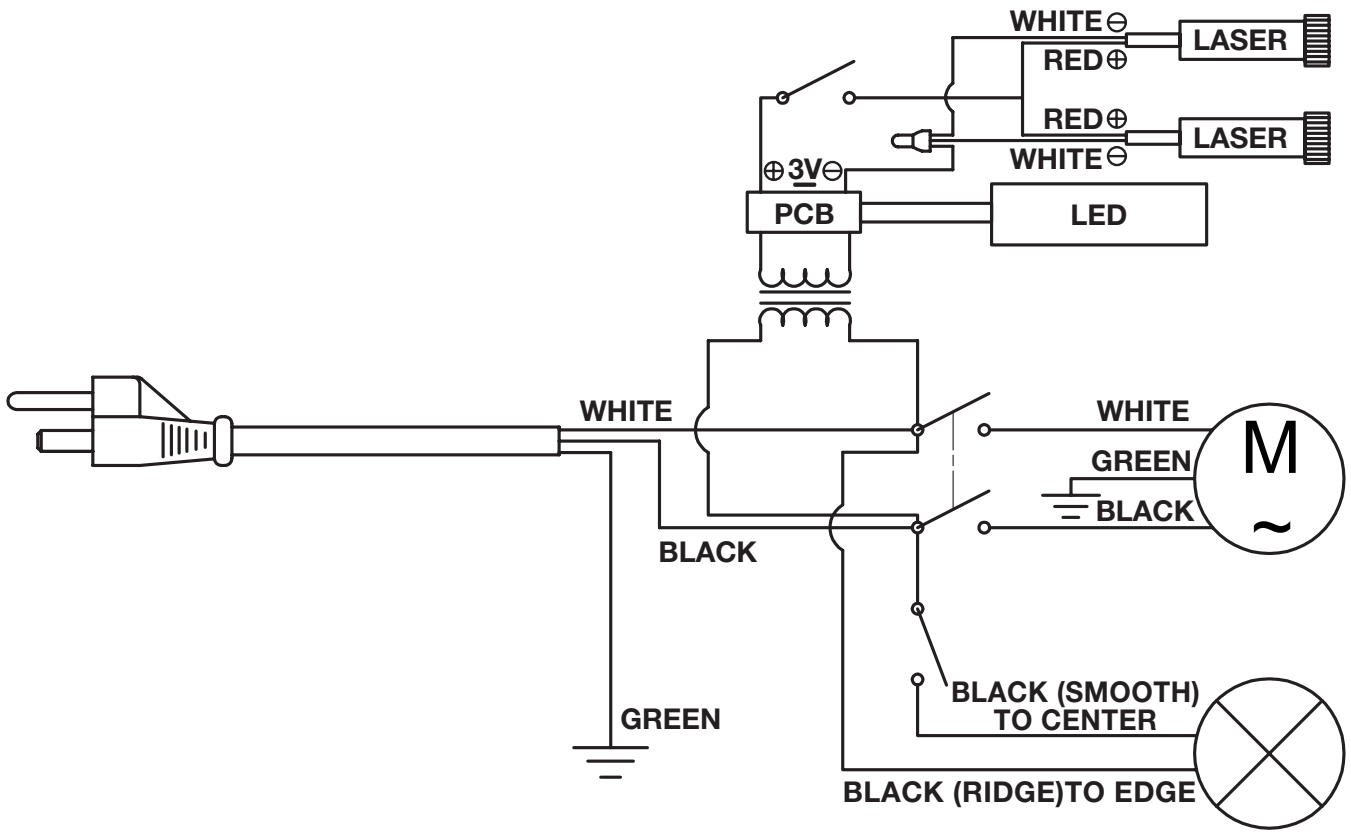 WHITE ⊖
LASER
RED ⊕
RED ⊕
LASER
WHITE ⊖
⊕ 3V ⊖
PCB
LED
WHITE
WHITE
M
~
GREEN
BLACK
BLACK
GREEN
BLACK (SMOOTH)
TO CENTER
BLACK (RIDGE)TO EDGE